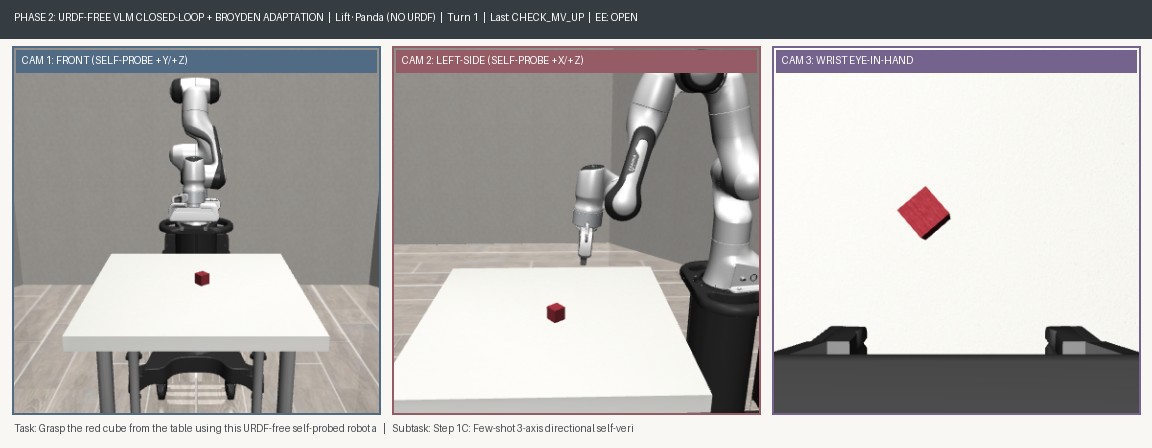 PHASE 2: URDF-FREE VLM CLOSED-LOOP + BROYDEN ADAPTATION | Lift·Panda (NO URDF) | Turn 1 | Last CHECK_MV_UP | EE: OPEN
CAM 1: FRONT (SELF-PROBE +Y/+Z)
CAM 2: LEFT-SIDE (SELF-PROBE +X/+Z)
CAM 3: WRIST EYE-IN-HAND
Task: Grasp the red cube from the table using this URDF-free self-probed robot a | Subtask: Step 1C: Few-shot 3-axis directional self-veri